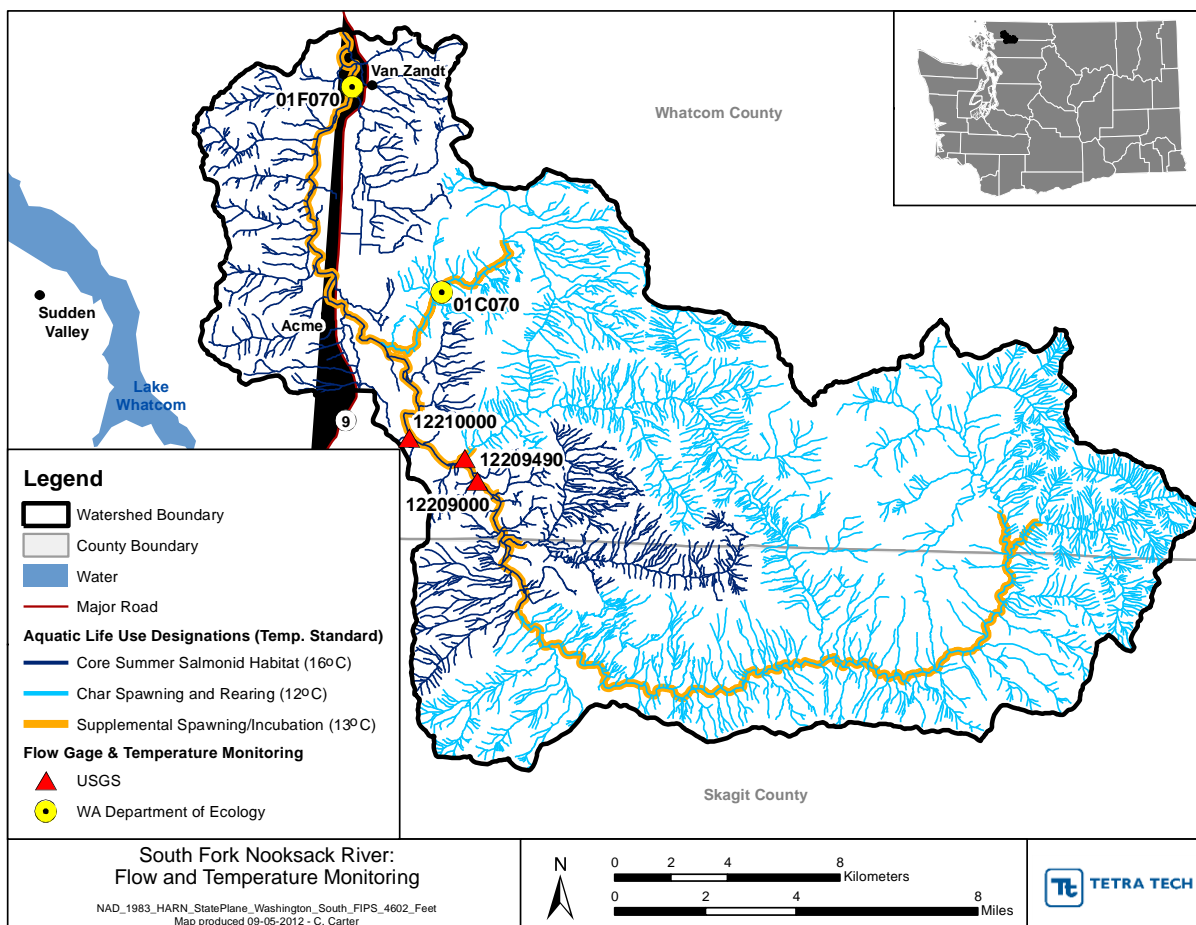 Van Zandt
01F070
Whatcom County
01C070
Sudden
Valley
Acme
Lake
Whatcom
9
12210000
12209490
12209000
Skagit County
Legend
Watershed Boundary
County Boundary
Water
Major Road
Aquatic Life Use Designations (Temp. Standard)
Core Summer Salmonid Habitat (16ºC)
Char Spawning and Rearing (12ºC)
Supplemental Spawning/Incubation (13ºC)
Flow Gage & Temperature Monitoring
USGS
WA Department of Ecology
South Fork Nooksack River:
Flow and Temperature Monitoring
NAD_1983_HARN_StatePlane_Washington_South_FIPS_4602_Feet
Map produced 09-05-2012 - C. Carter
N
0 2 4 8
Kilometers
0 2 4 8
Miles
Tt TETRA TECH